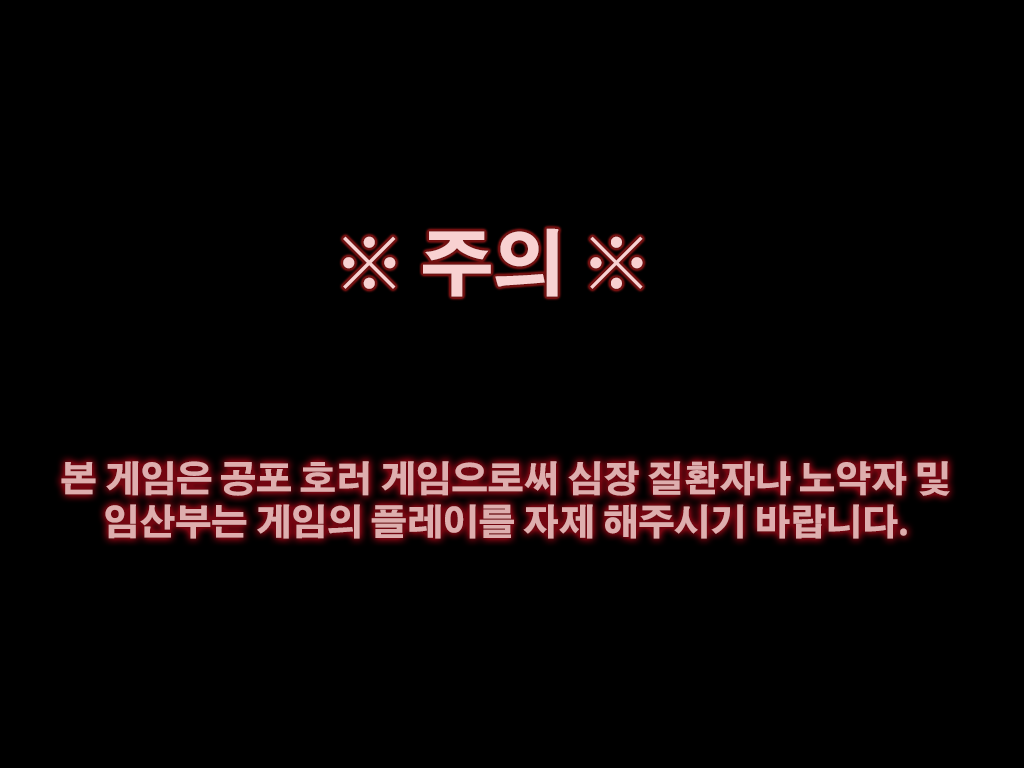 ※ 주의 ※
본 게임은 공포 호러 게임으로써 심장 질환자나 노약자 및
임산부는 게임의 플레이를 자제 해주시기 바랍니다.